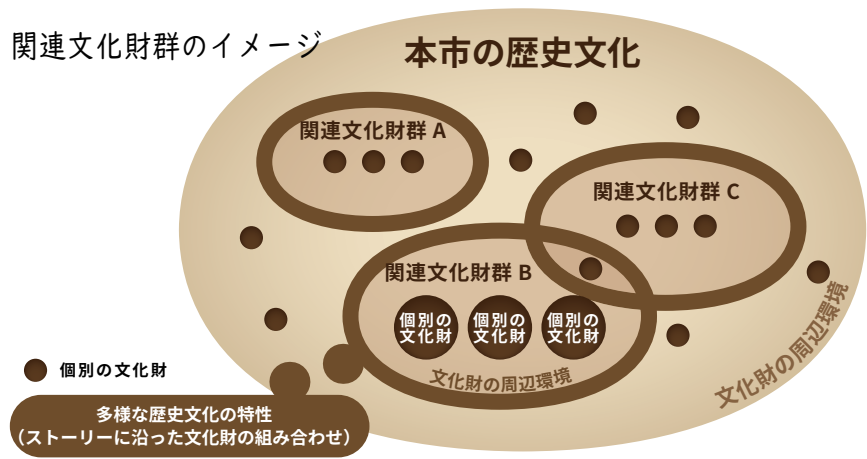 関連文化財群のイメージ
本市の歴史文化
関連文化財群 A
関連文化財群 C
関連文化財群 B
個別の
文化財
個別の
文化財
個別の
文化財
文化財の周辺環境
文化財の周辺環境
個別の文化財
多様な歴史文化の特性
（ストーリーに沿った文化財の組み合わせ）